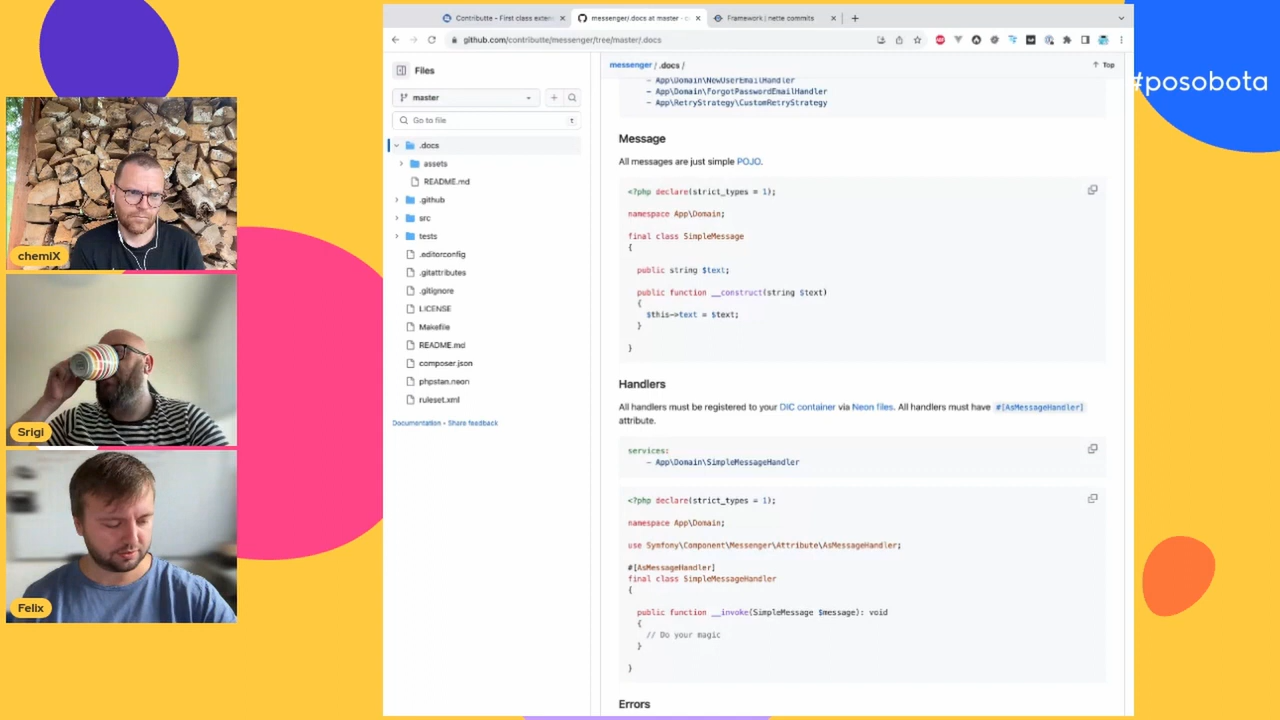 Contributte – First class exten
messenger/.docs at master · c
Framework | nette commits
github.com/contributte/messenger/tree/master/.docs
#posobota
chemiX
Srigi
Felix
Files
master
Go to file
t
.docs
assets
README.md
.github
src
tests
.editorconfig
.gitattributes
.gitignore
LICENSE
Makefile
README.md
composer.json
phpstan.neon
ruleset.xml
Documentation • Share feedback
messenger / .docs /
Top
- App\Domain\NewUserEmailHandler
- App\Domain\ForgotPasswordEmailHandler
- App\RetryStrategy\CustomRetryStrategy
Message
All messages are just simple POJO.
<?php declare(strict_types = 1);
namespace App\Domain;
final class SimpleMessage
{
public string $text;
public function __construct(string $text)
{
$this->text = $text;
}
}
Handlers
All handlers must be registered to your DIC container via Neon files. All handlers must have #[AsMessageHandler]
attribute.
services:
- App\Domain\SimpleMessageHandler
<?php declare(strict_types = 1);
namespace App\Domain;
use Symfony\Component\Messenger\Attribute\AsMessageHandler;
#[AsMessageHandler]
final class SimpleMessageHandler
{
public function __invoke(SimpleMessage $message): void
{
// Do your magic
}
}
Errors